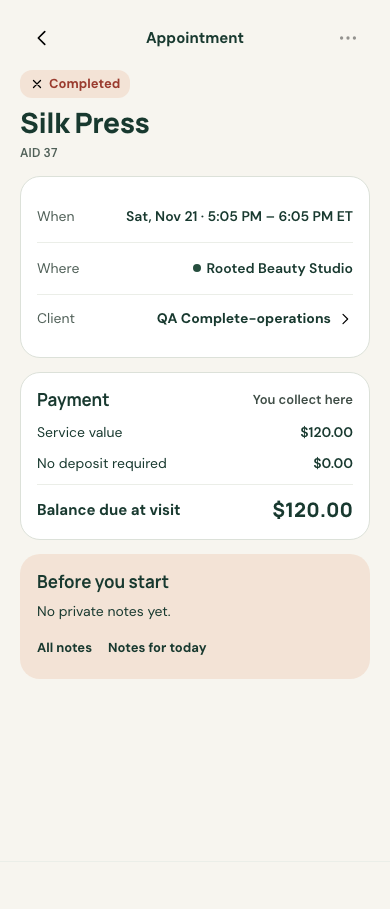 Appointment
Completed
Silk Press
AID 37
When Sat, Nov 21 · 5:05 PM – 6:05 PM ET
Where Rooted Beauty Studio
Client QA Complete-operations
Payment You collect here
Service value $120.00
No deposit required $0.00
Balance due at visit $120.00
Before you start
No private notes yet.
All notes Notes for today